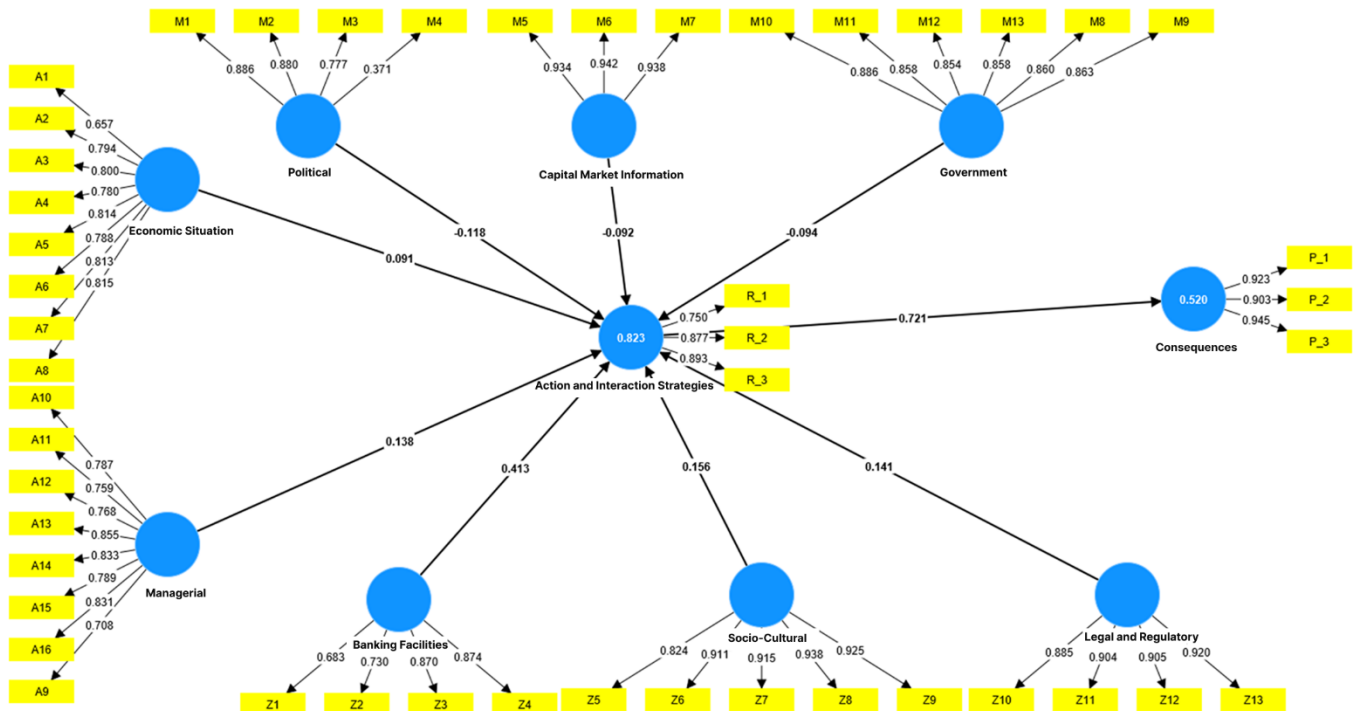 M1 M2 M3 M4 M5 M6 M7 M10 M11 M12 M13 M8 M9
0.886 0.880 0.777 0.371
0.934 0.942 0.938
0.886 0.858 0.854 0.858 0.860 0.863
Political
Capital Market Information
Government
A1
A2
A3
A4
A5
A6
A7
A8
0.657
0.794
0.800
0.780
0.814
0.788
0.813
0.815
Economic Situation
0.091
-0.118
-0.092
-0.094
0.823
Action and Interaction Strategies
R_1
R_2
R_3
0.750
0.877
0.893
0.721
0.520
Consequences
0.923
0.903
0.945
P_1
P_2
P_3
A10
A11
A12
A13
A14
A15
A16
A9
0.787
0.759
0.768
0.855
0.833
0.789
0.831
0.708
Managerial
0.138
0.413
0.156
0.141
Banking Facilities
0.683 0.730 0.870 0.874
Z1 Z2 Z3 Z4
Socio-Cultural
0.824 0.911 0.915 0.938 0.925
Z5 Z6 Z7 Z8 Z9
Legal and Regulatory
0.885 0.904 0.905 0.920
Z10 Z11 Z12 Z13